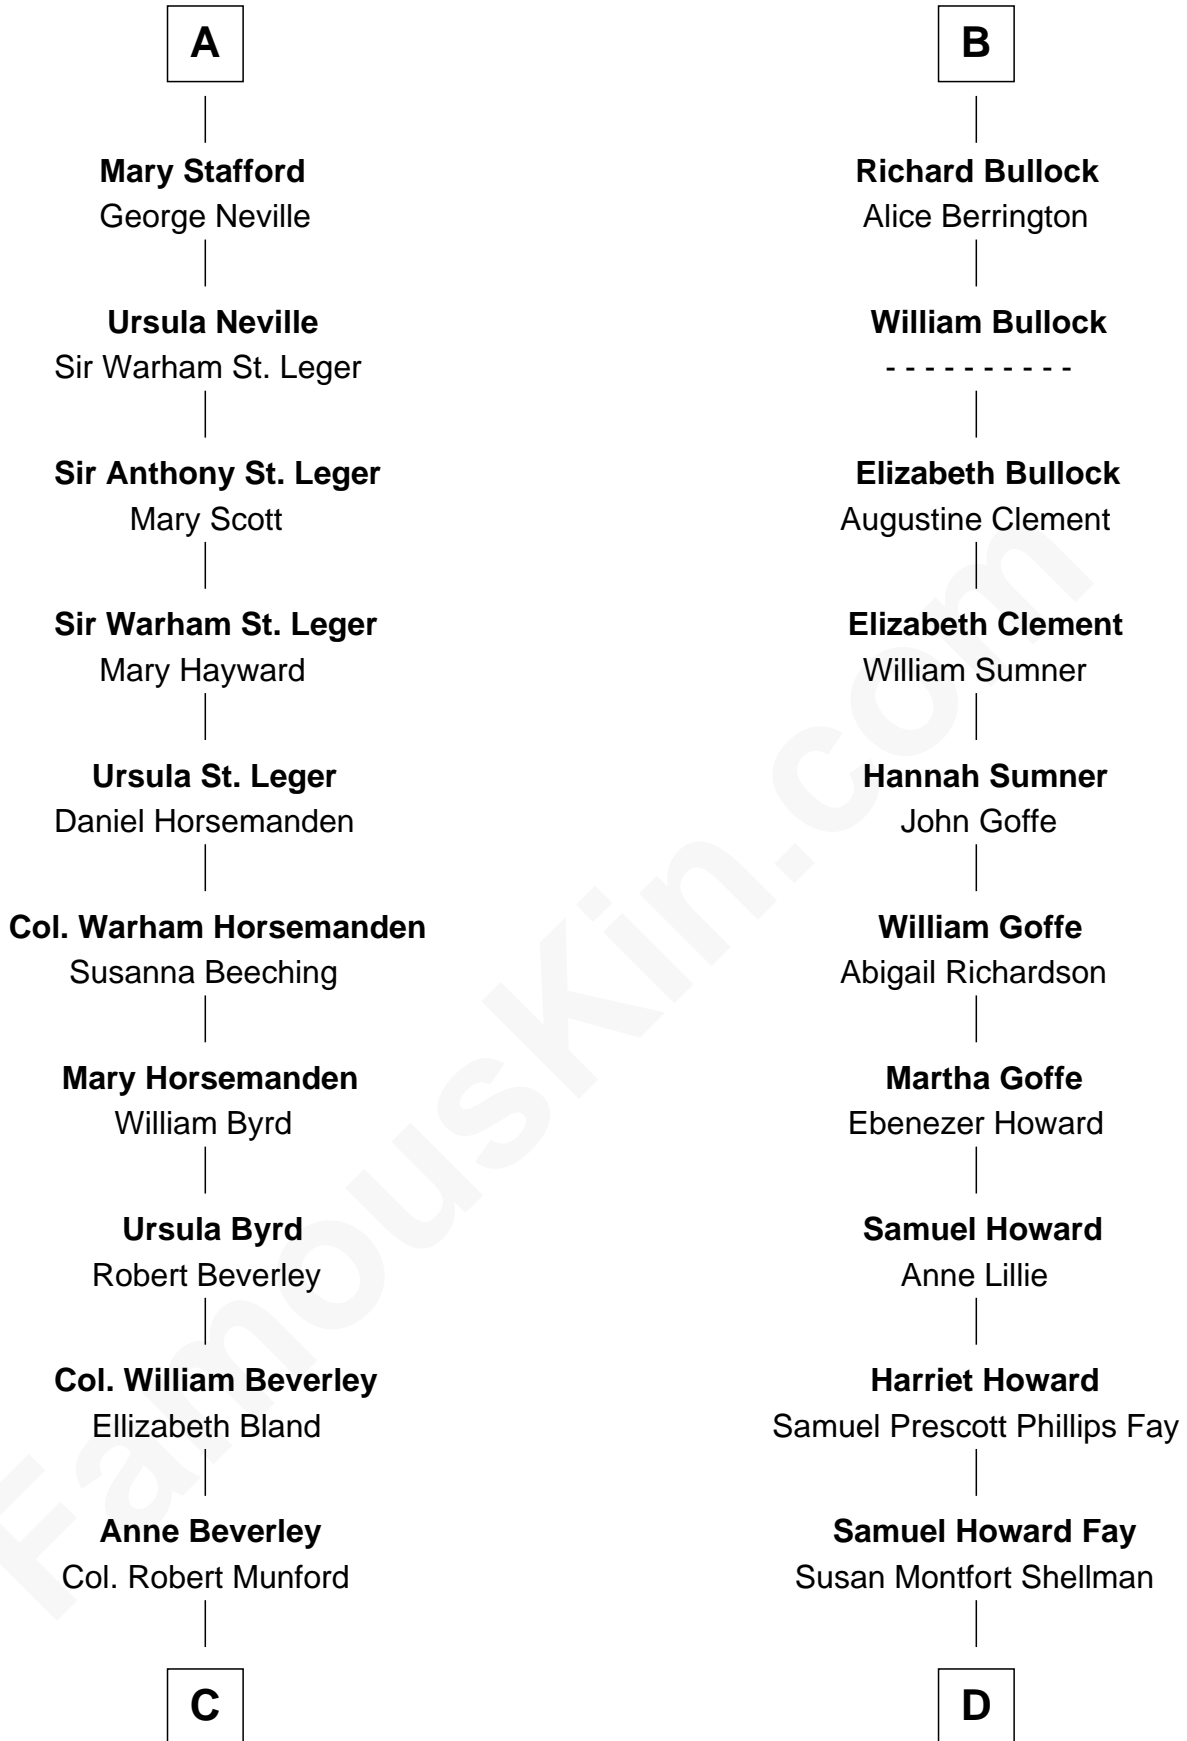 A
Mary Stafford
George Neville
Ursula Neville
Sir Warham St. Leger
Sir Anthony St. Leger
Mary Scott
Sir Warham St. Leger
Mary Hayward
Ursula St. Leger
Daniel Horsemanden
Col. Warham Horsemanden
Susanna Beeching
Mary Horsemanden
William Byrd
Ursula Byrd
Robert Beverley
Col. William Beverley
Ellizabeth Bland
Anne Beverley
Col. Robert Munford
C
B
Richard Bullock
Alice Berrington
William Bullock
- - - - - - - - - -
Elizabeth Bullock
Augustine Clement
Elizabeth Clement
William Sumner
Hannah Sumner
John Goffe
William Goffe
Abigail Richardson
Martha Goffe
Ebenezer Howard
Samuel Howard
Anne Lillie
Harriet Howard
Samuel Prescott Phillips Fay
Samuel Howard Fay
Susan Montfort Shellman
D
FamousKin.com